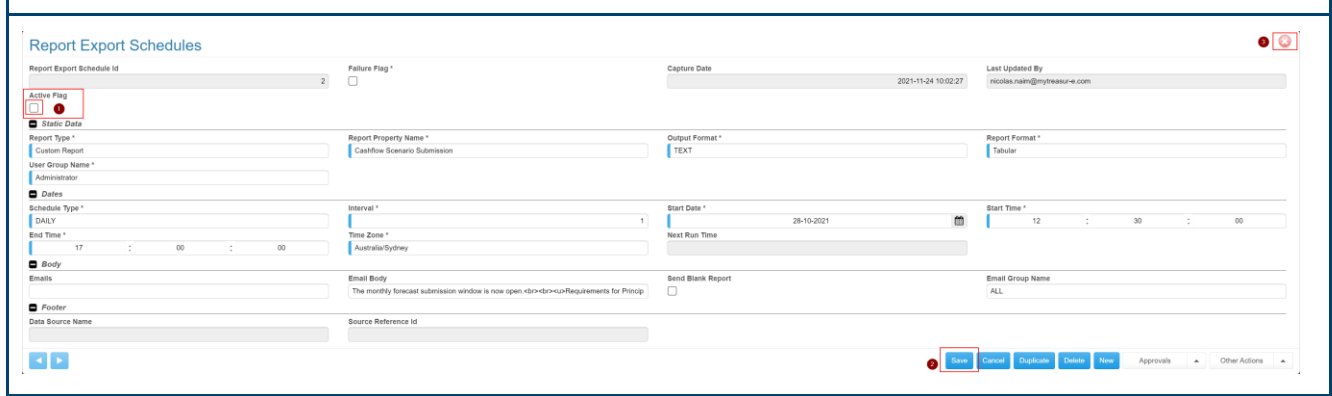 Report Export Schedules
3
Report Export Schedule Id Failure Flag * Capture Date Last Updated By
2 2021-11-24 10:02:27 nicolas.naim@mytreasur-e.com
Active Flag
1
Static Data
Report Type * Report Property Name * Output Format * Report Format *
Custom Report Cashflow Scenario Submission TEXT Tabular
User Group Name *
Administrator
Dates
Schedule Type * Interval * Start Date * Start Time *
DAILY 1 28-10-2021 12 : 30 : 00
End Time * Time Zone * Next Run Time
17 : 00 : 00 Australia/Sydney
Body
Emails Email Body Send Blank Report Email Group Name
The monthly forecast submission window is now open.<br><br><u>Requirements for Princip ALL
Footer
Data Source Name Source Reference Id
2 Save Cancel Duplicate Delete New Approvals Other Actions